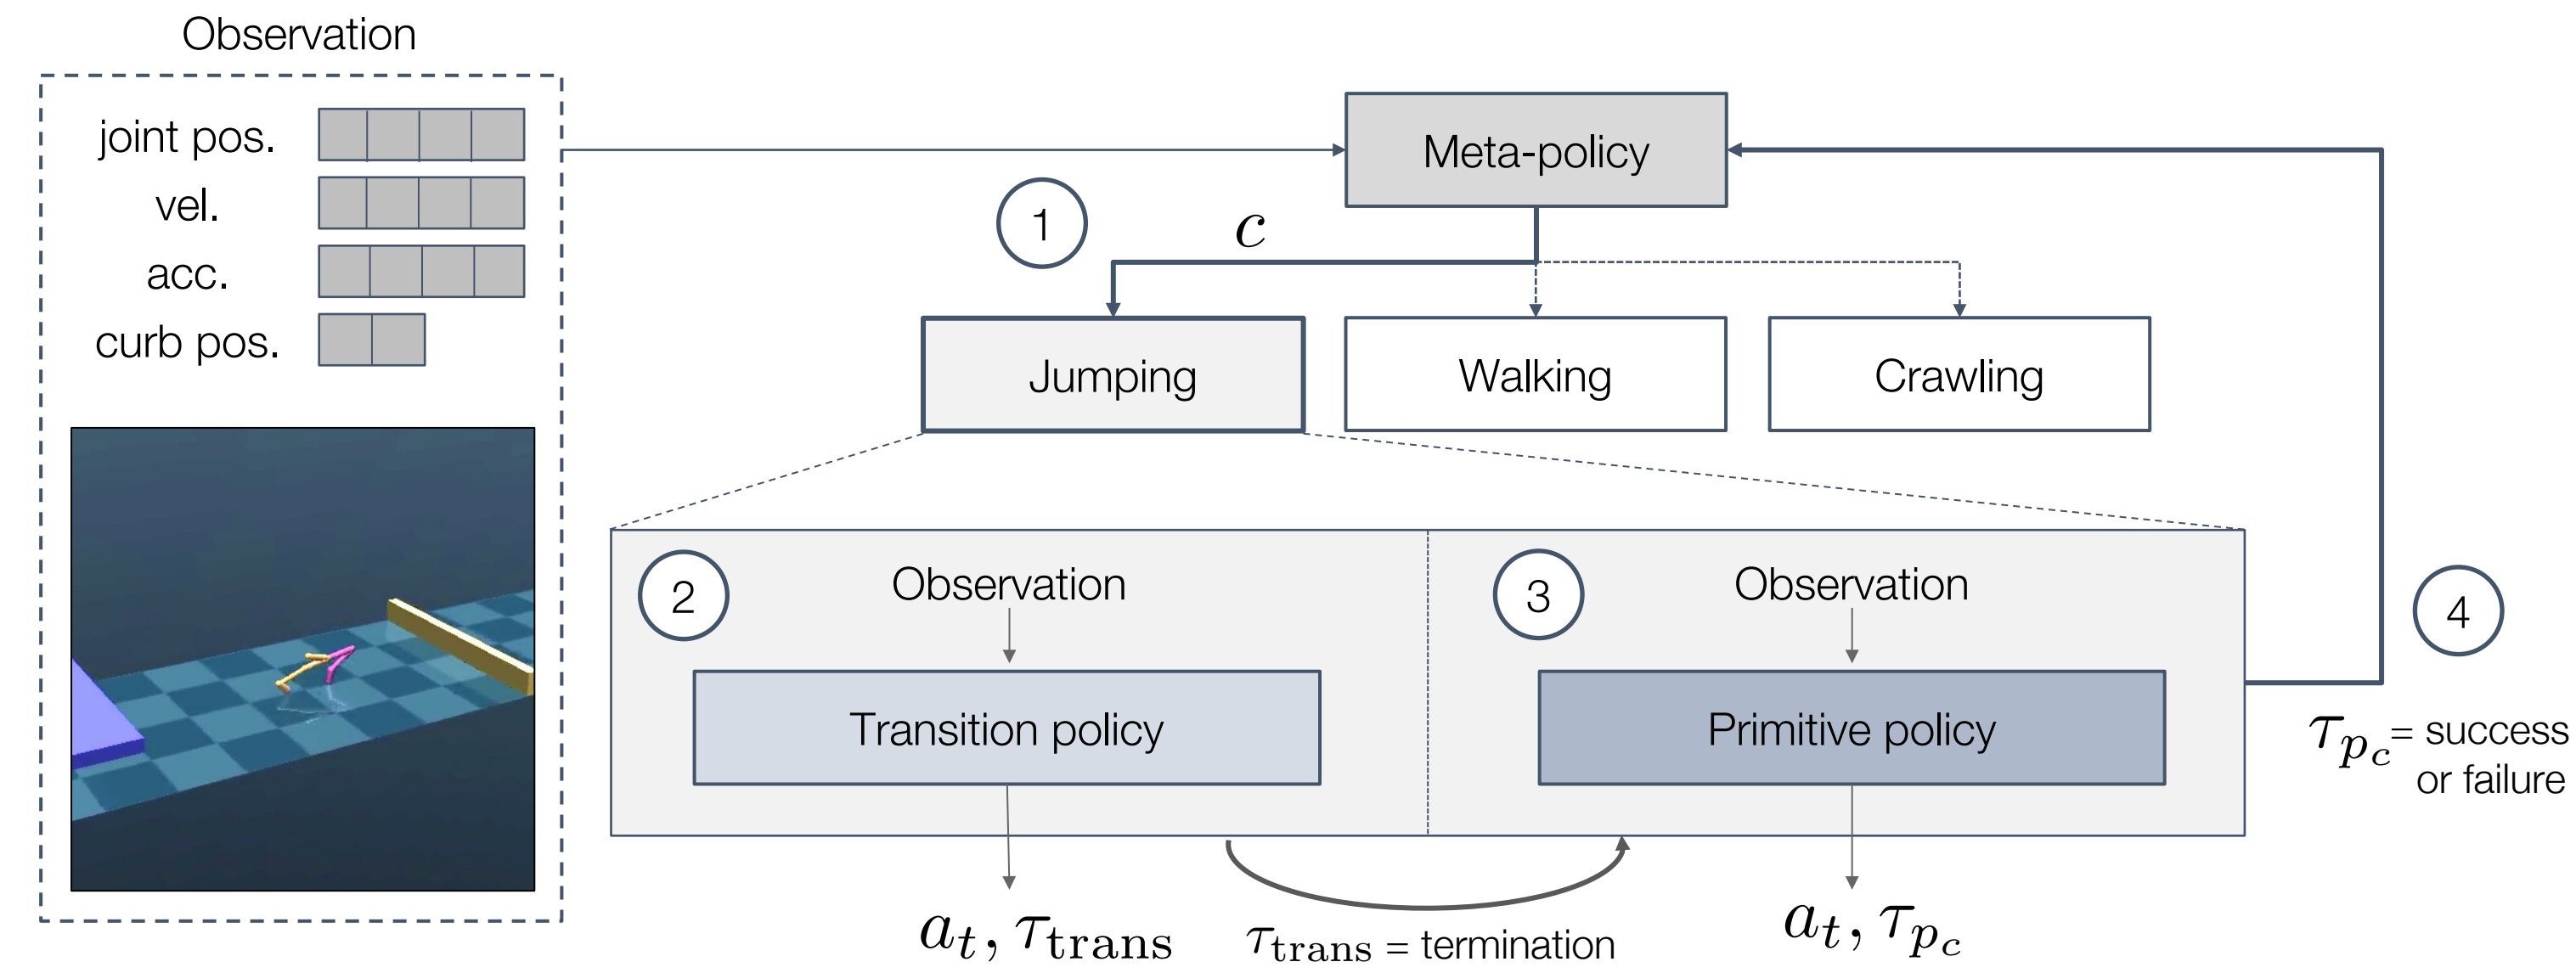 Observation
joint pos.
vel.
acc.
curb pos.
Meta-policy
1
c
Jumping
Walking
Crawling
2
Observation
Transition policy
3
Observation
Primitive policy
4
τ_{p_c} = success
or failure
a_t, τ_trans
τ_trans = termination
a_t, τ_{p_c}